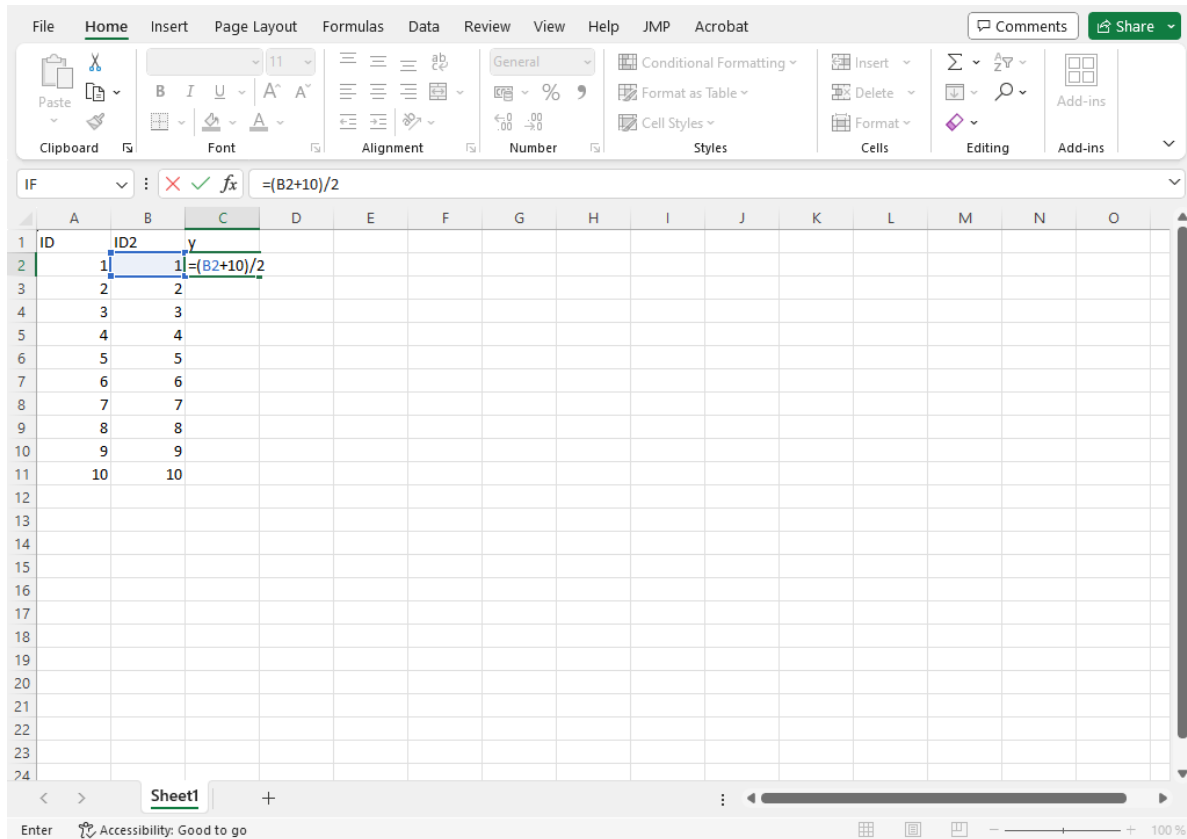 File Home Insert Page Layout Formulas Data Review View Help JMP Acrobat Comments Share
Paste
Clipboard
11
B I U A A
Font
ab
Alignment
General
% 9
Number
Conditional Formatting
Format as Table
Cell Styles
Styles
Insert
Delete
Format
Cells
Σ
Editing
Add-ins
Add-ins
IF fx =(B2+10)/2
A B C D E F G H I J K L M N O
1 ID ID2 y
2 1 1 =(B2+10)/2
3 2 2
4 3 3
5 4 4
6 5 5
7 6 6
8 7 7
9 8 8
10 9 9
11 10 10
12
13
14
15
16
17
18
19
20
21
22
23
24
Sheet1 +
Enter Accessibility: Good to go 100 %